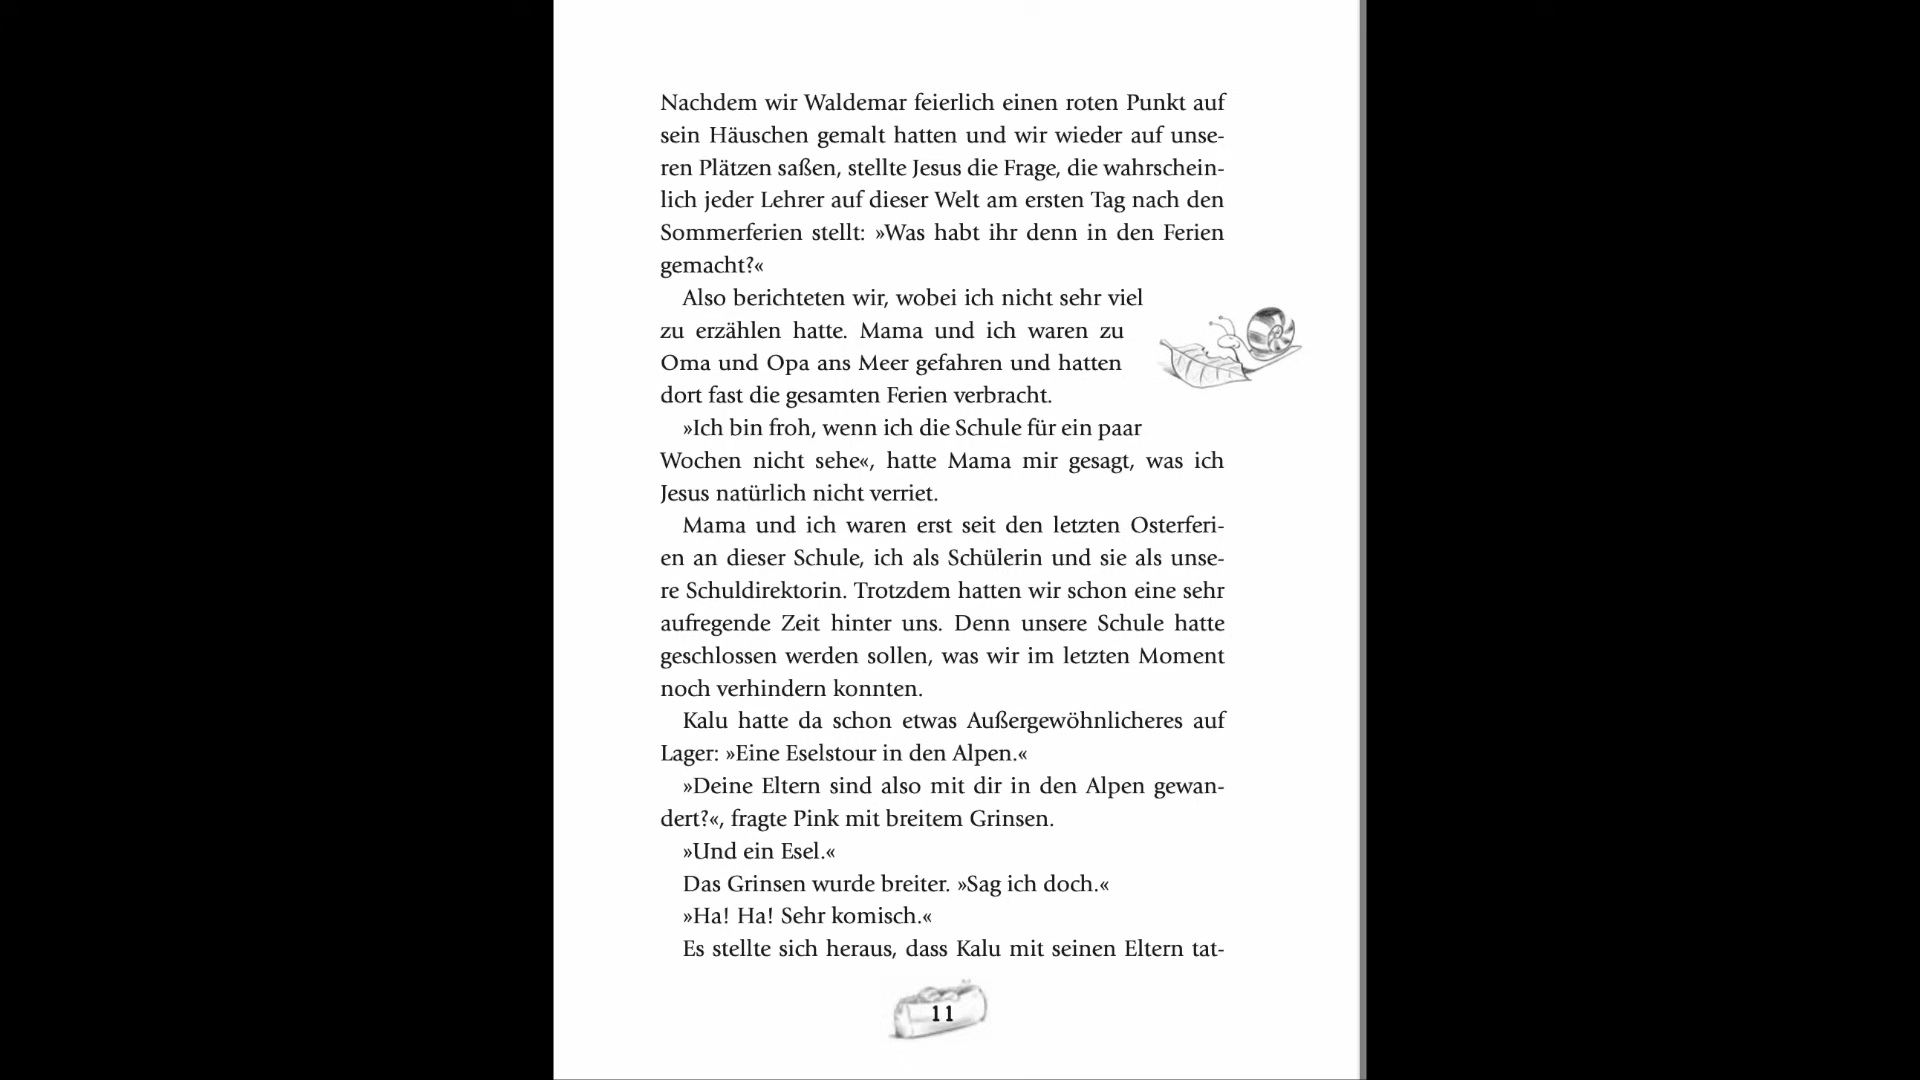 Nachdem wir Waldemar feierlich einen roten Punkt auf
sein Häuschen gemalt hatten und wir wieder auf unse-
ren Plätzen saßen, stellte Jesus die Frage, die wahrschein-
lich jeder Lehrer auf dieser Welt am ersten Tag nach den
Sommerferien stellt: »Was habt ihr denn in den Ferien
gemacht?«
Also berichteten wir, wobei ich nicht sehr viel
zu erzählen hatte. Mama und ich waren zu
Oma und Opa ans Meer gefahren und hatten
dort fast die gesamten Ferien verbracht.
»Ich bin froh, wenn ich die Schule für ein paar
Wochen nicht sehe«, hatte Mama mir gesagt, was ich
Jesus natürlich nicht verriet.
Mama und ich waren erst seit den letzten Osterferi-
en an dieser Schule, ich als Schülerin und sie als unse-
re Schuldirektorin. Trotzdem hatten wir schon eine sehr
aufregende Zeit hinter uns. Denn unsere Schule hatte
geschlossen werden sollen, was wir im letzten Moment
noch verhindern konnten.
Kalu hatte da schon etwas Außergewöhnlicheres auf
Lager: »Eine Eselstour in den Alpen.«
»Deine Eltern sind also mit dir in den Alpen gewan-
dert?«, fragte Pink mit breitem Grinsen.
»Und ein Esel.«
Das Grinsen wurde breiter. »Sag ich doch.«
»Ha! Ha! Sehr komisch.«
Es stellte sich heraus, dass Kalu mit seinen Eltern tat-
11